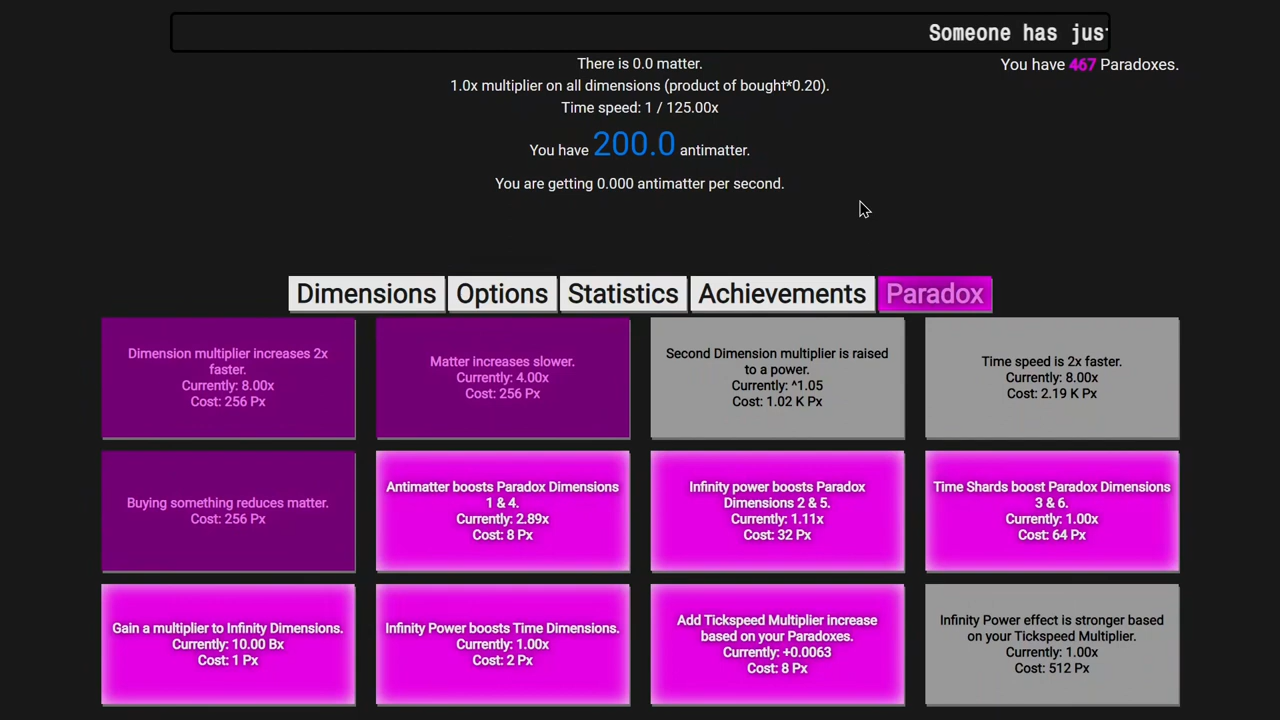 Someone has jus
There is 0.0 matter.
You have 467 Paradoxes.
1.0x multiplier on all dimensions (product of bought*0.20).
Time speed: 1 / 125.00x
You have 200.0 antimatter.
You are getting 0.000 antimatter per second.
Dimensions
Options
Statistics
Achievements
Paradox
Dimension multiplier increases 2x
faster.
Currently: 8.00x
Cost: 256 Px
Matter increases slower.
Currently: 4.00x
Cost: 256 Px
Second Dimension multiplier is raised
to a power.
Currently: ^1.05
Cost: 1.02 K Px
Time speed is 2x faster.
Currently: 8.00x
Cost: 2.19 K Px
Buying something reduces matter.
Cost: 256 Px
Antimatter boosts Paradox Dimensions
1 & 4.
Currently: 2.89x
Cost: 8 Px
Infinity power boosts Paradox
Dimensions 2 & 5.
Currently: 1.11x
Cost: 32 Px
Time Shards boost Paradox Dimensions
3 & 6.
Currently: 1.00x
Cost: 64 Px
Gain a multiplier to Infinity Dimensions.
Currently: 10.00 Bx
Cost: 1 Px
Infinity Power boosts Time Dimensions.
Currently: 1.00x
Cost: 2 Px
Add Tickspeed Multiplier increase
based on your Paradoxes.
Currently: +0.0063
Cost: 8 Px
Infinity Power effect is stronger based
on your Tickspeed Multiplier.
Currently: 1.00x
Cost: 512 Px